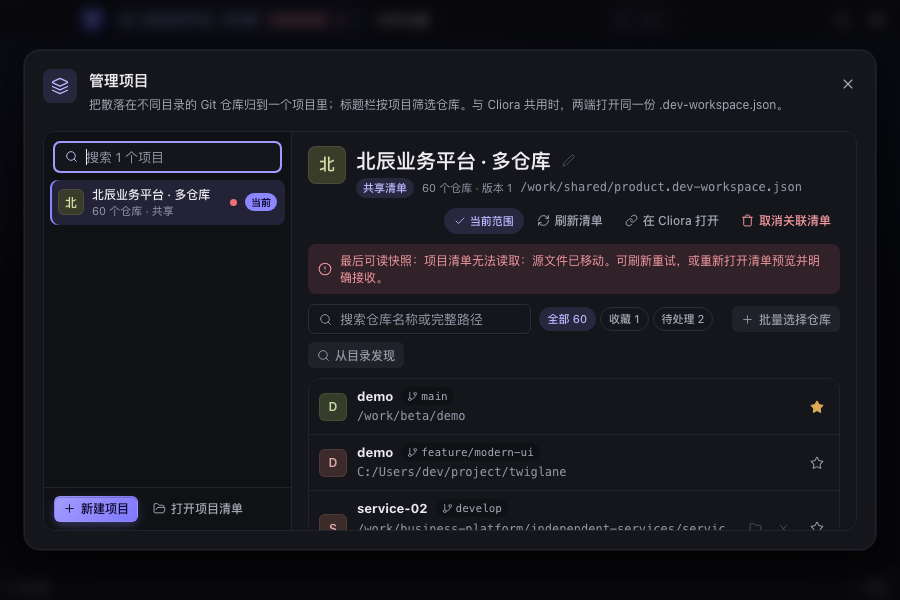 管理项目
把散落在不同目录的 Git 仓库归到一个项目里；标题栏按项目筛选仓库。与 Cliora 共用时，两端打开同一份 .dev-workspace.json。
搜索 1 个项目
北
北辰业务平台 · 多仓库
60 个仓库 · 共享
当前
新建项目
打开项目清单
北
北辰业务平台 · 多仓库
共享清单
60 个仓库 · 版本 1
/work/shared/product.dev-workspace.json
当前范围
刷新清单
在 Cliora 打开
取消关联清单
最后可读快照：项目清单无法读取：源文件已移动。可刷新重试，或重新打开清单预览并明
确接收。
搜索仓库名称或完整路径
全部 60
收藏 1
待处理 2
批量选择仓库
从目录发现
D
demo
main
/work/beta/demo
D
demo
feature/modern-ui
C:/Users/dev/project/twiglane
S
service-02
develop
/work/business-platform/independent-services/servic